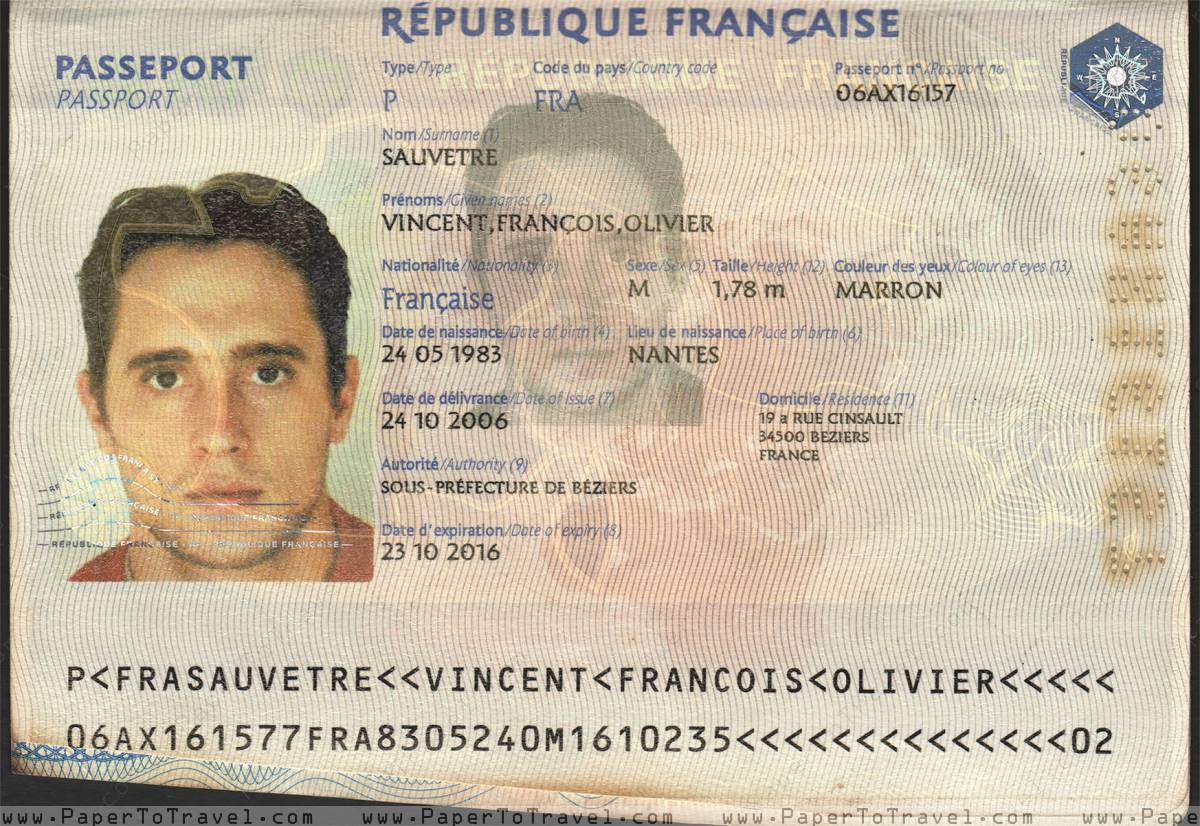 RÉPUBLIQUE FRANÇAISE
PASSEPORT
PASSPORT
Type/Type
Code du pays/Country code
Passeport n°/Passport no
P
FRA
06AX16157
Nom/Surname (1)
SAUVETRE
Prénoms/Given names (2)
VINCENT,FRANÇOIS,OLIVIER
Nationalité/Nationality (3)
Sexe/Sex (5)
Taille/Height (12)
Couleur des yeux/Colour of eyes (13)
Française
M
1,78 m
MARRON
Date de naissance/Date of birth (4)
Lieu de naissance/Place of birth (6)
24 05 1983
NANTES
Date de délivrance/Date of issue (7)
Domicile/Residence (11)
24 10 2006
19 a RUE CINSAULT
34500 BEZIERS
FRANCE
Autorité/Authority (9)
SOUS-PRÉFECTURE DE BÉZIERS
Date d'expiration/Date of expiry (8)
23 10 2016
P<FRASAUVETRE<<VINCENT<FRANCOIS<OLIVIER<<<<<
06AX161577FRA8305240M1610235<<<<<<<<<<<<<<02
www.PaperToTravel.com www.PaperToTravel.com www.PaperToTravel.com www.Pape